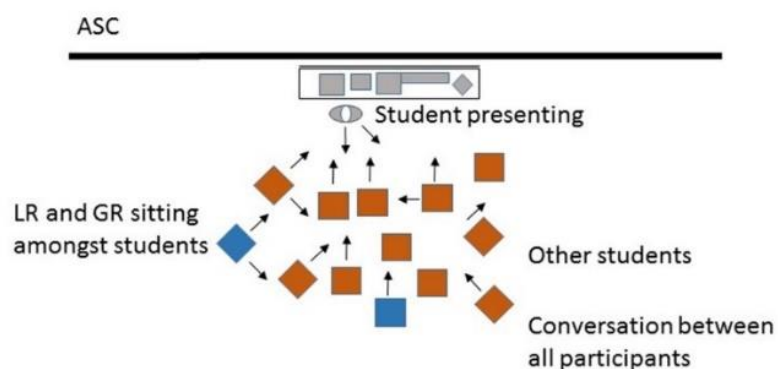 ASC
Student presenting
LR and GR sitting
amongst students
Other students
Conversation between
all participants